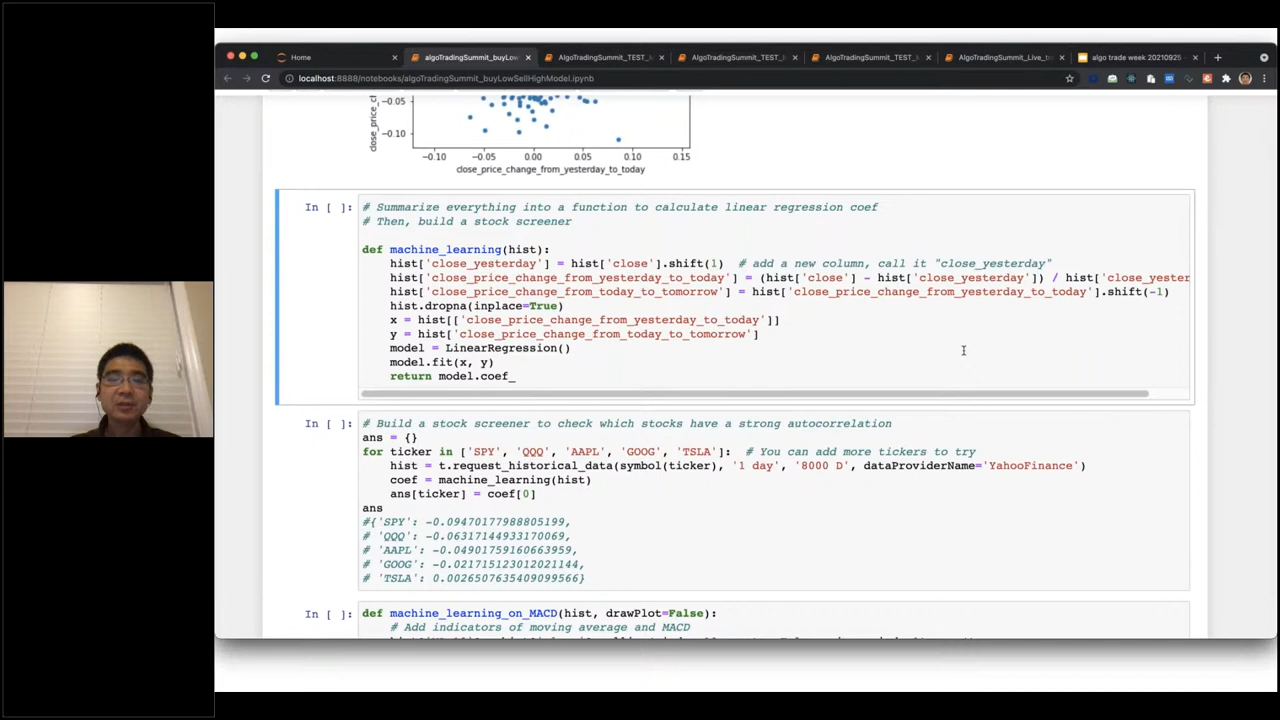 Home
algoTradingSummit_buyLow
AlgoTradingSummit_TEST_
AlgoTradingSummit_TEST_
AlgoTradingSummit_TEST_
AlgoTradingSummit_Live_t
algo trade week 20210925
localhost:8888/notebooks/algoTradingSummit_buyLowSellHighModel.ipynb
close_price_c
-0.05
-0.10
-0.10 -0.05 0.00 0.05 0.10 0.15
close_price_change_from_yesterday_to_today
In [ ]:
# Summarize everything into a function to calculate linear regression coef
# Then, build a stock screener
def machine_learning(hist):
hist['close_yesterday'] = hist['close'].shift(1) # add a new column, call it "close_yesterday"
hist['close_price_change_from_yesterday_to_today'] = (hist['close'] - hist['close_yesterday']) / hist['close_yester
hist['close_price_change_from_today_to_tomorrow'] = hist['close_price_change_from_yesterday_to_today'].shift(-1)
hist.dropna(inplace=True)
x = hist[['close_price_change_from_yesterday_to_today']]
y = hist['close_price_change_from_today_to_tomorrow']
model = LinearRegression()
model.fit(x, y)
return model.coef_
In [ ]:
# Build a stock screener to check which stocks have a strong autocorrelation
ans = {}
for ticker in ['SPY', 'QQQ', 'AAPL', 'GOOG', 'TSLA']: # You can add more tickers to try
hist = t.request_historical_data(symbol(ticker), '1 day', '8000 D', dataProviderName='YahooFinance')
coef = machine_learning(hist)
ans[ticker] = coef[0]
ans
#{'SPY': -0.09470177988805199,
# 'QQQ': -0.06317144933170069,
# 'AAPL': -0.04901759160663959,
# 'GOOG': -0.021715123012021144,
# 'TSLA': 0.0026507635409099566}
In [ ]:
def machine_learning_on_MACD(hist, drawPlot=False):
# Add indicators of moving average and MACD